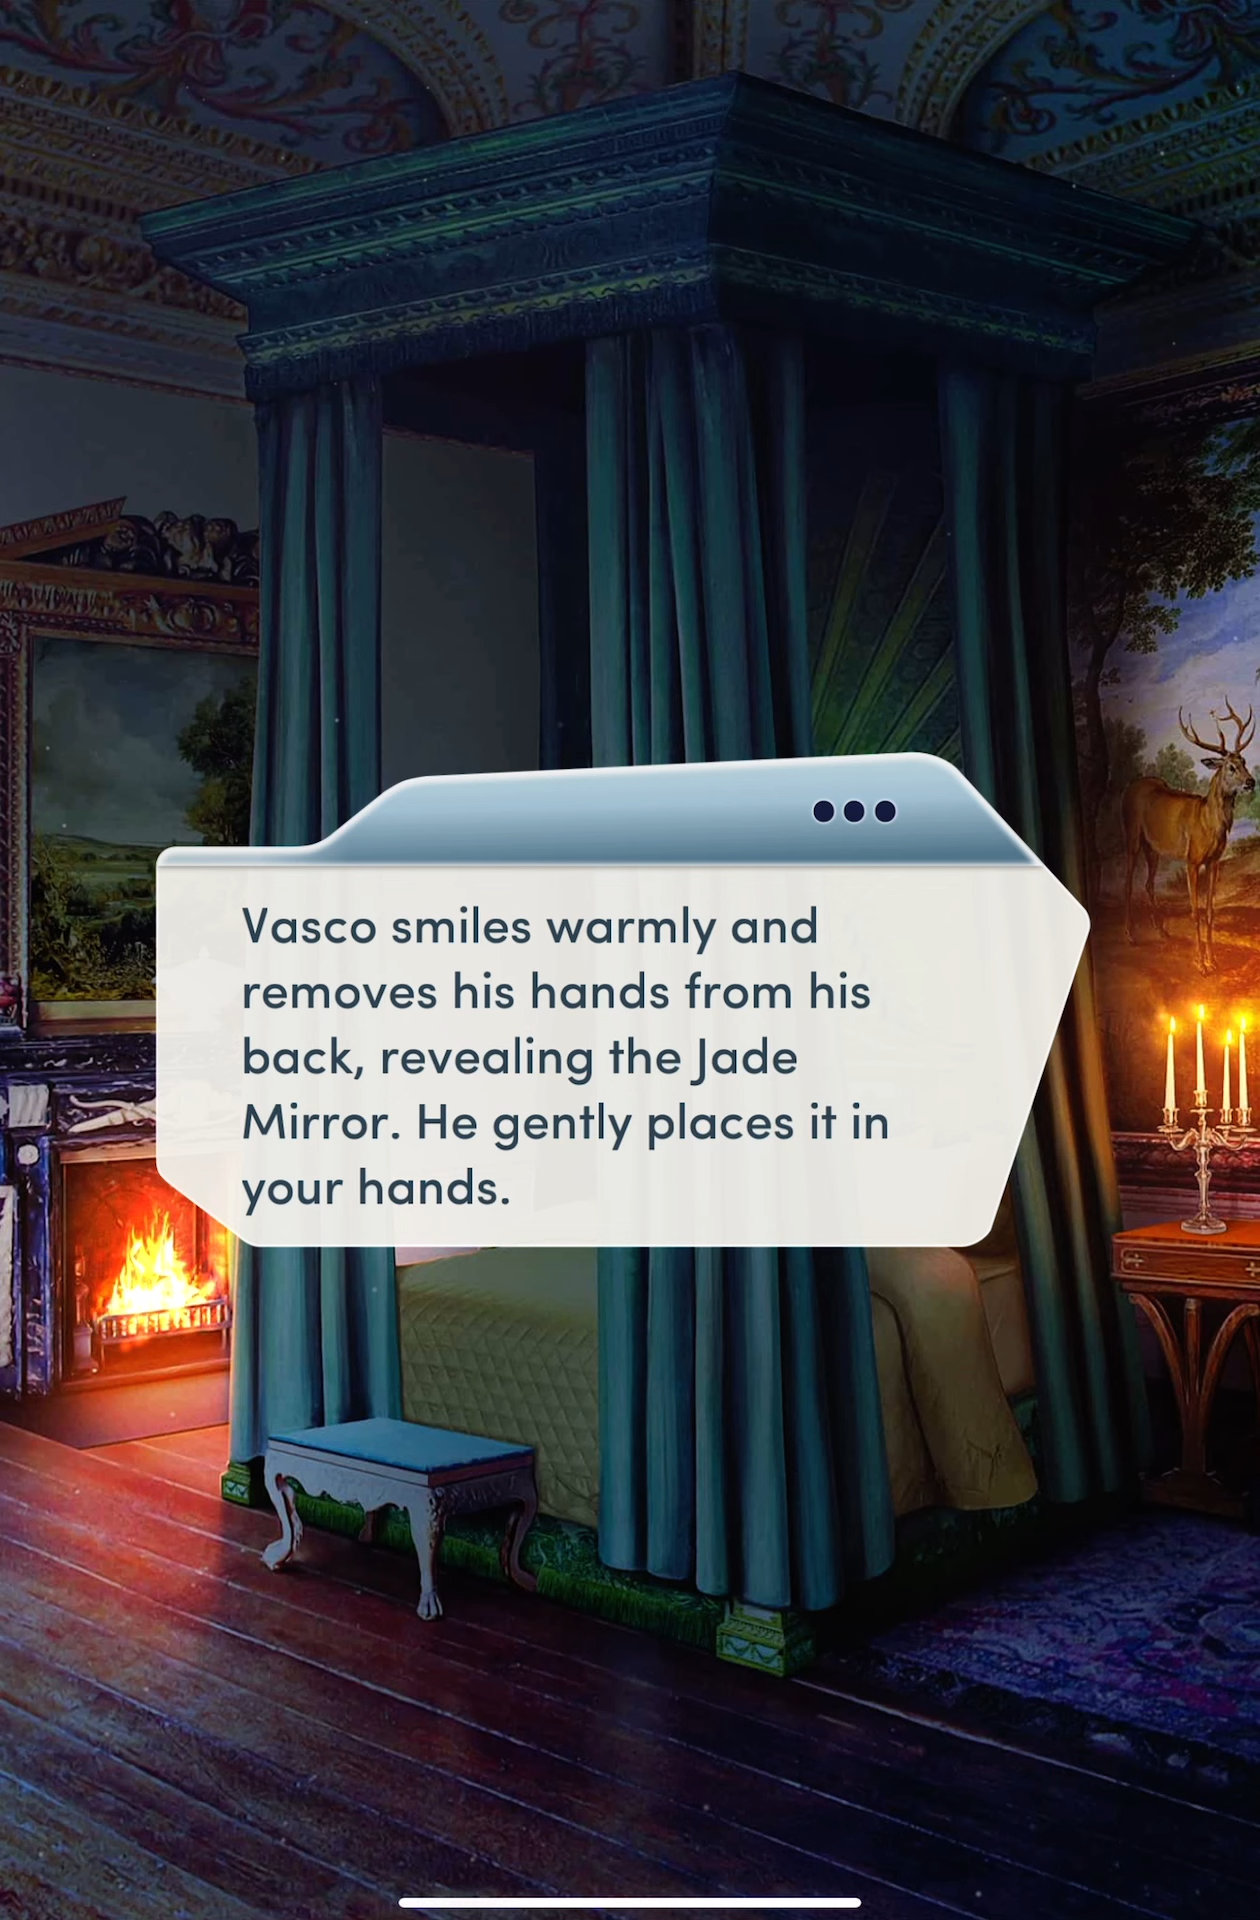 Vasco smiles warmly and
removes his hands from his
back, revealing the Jade
Mirror. He gently places it in
your hands.